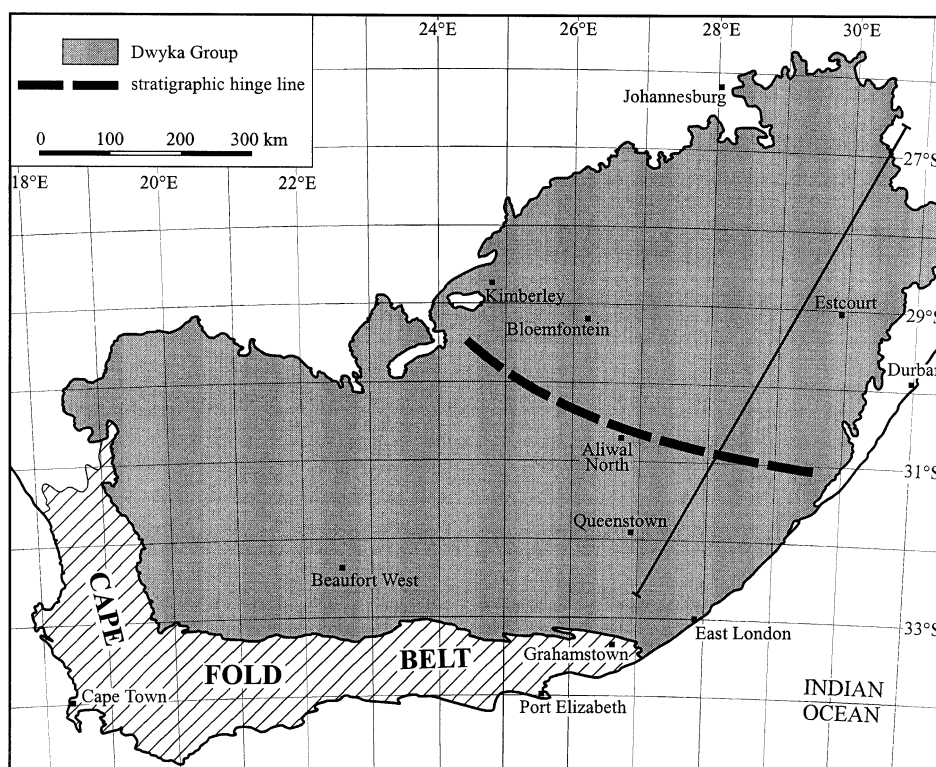 24°E
26°E
28°E
30°E
Dwyka Group
stratigraphic hinge line
0 100 200 300 km
Johannesburg
27°S
18°E
20°E
22°E
Kimberley
Estcourt
Bloemfontein
29°S
Durban
Aliwal
North
31°S
Queenstown
Beaufort West
CAPE
33°S
East London
Grahamstown
BELT
FOLD
Cape Town
Port Elizabeth
INDIAN
OCEAN